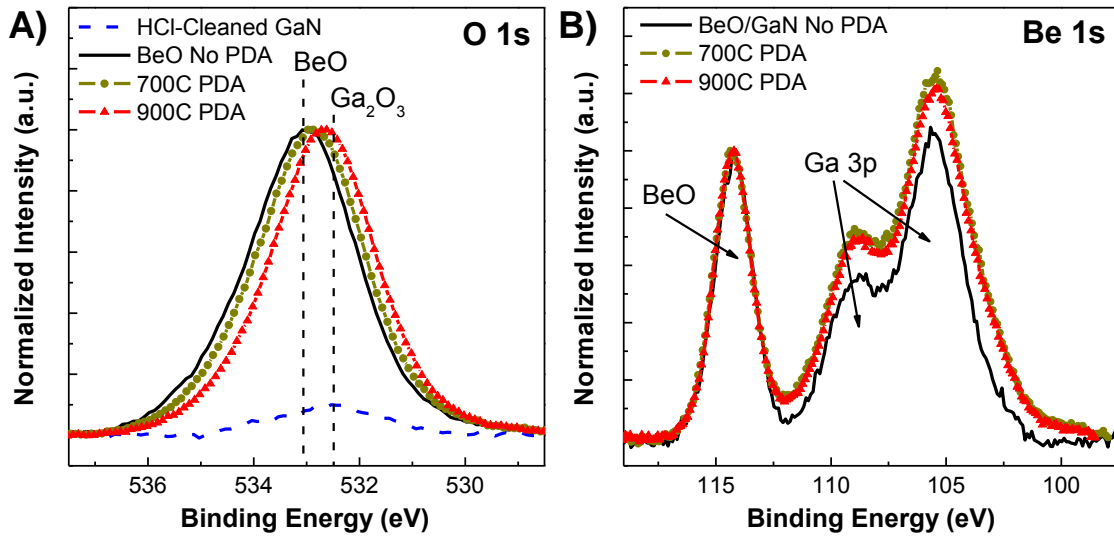 A)
O 1s
HCl-Cleaned GaN
BeO No PDA
700C PDA
900C PDA
BeO
Ga₂O₃
Normalized Intensity (a.u.)
536
534
532
530
Binding Energy (eV)
B)
Be 1s
BeO/GaN No PDA
700C PDA
900C PDA
Ga 3p
BeO
Normalized Intensity (a.u.)
115
110
105
100
Binding Energy (eV)